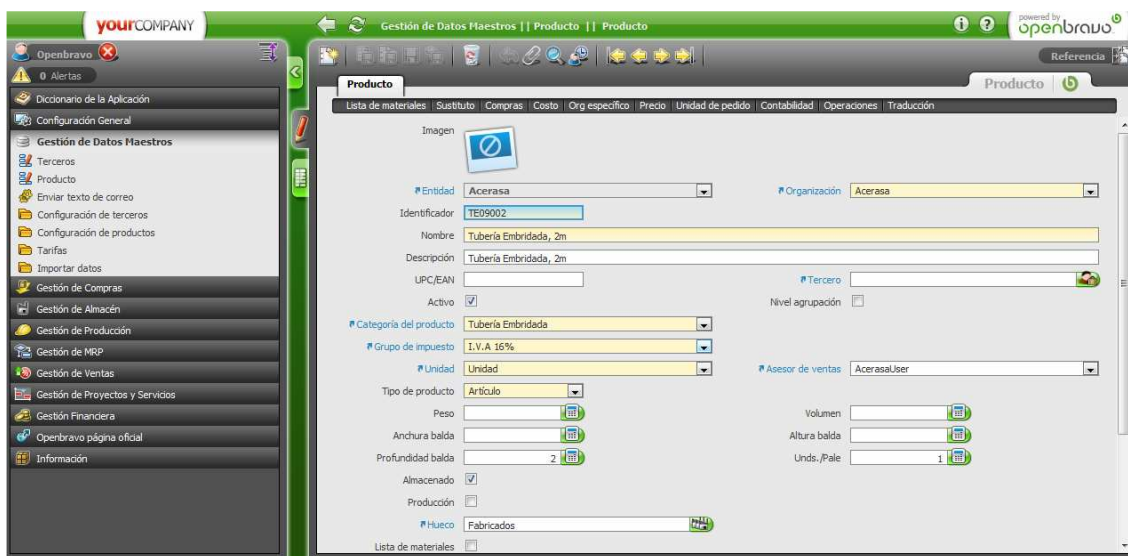 yourCOMPANY
Gestión de Datos Maestros || Producto || Producto
powered by
openbravo
Openbravo
0 Alertas
Referencia
Diccionario de la Aplicación
Configuración General
Gestión de Datos Maestros
Terceros
Producto
Enviar texto de correo
Configuración de terceros
Configuración de productos
Tarifas
Importar datos
Gestión de Compras
Gestión de Almacén
Gestión de Producción
Gestión de MRP
Gestión de Ventas
Gestión de Proyectos y Servicios
Gestión Financiera
Openbravo página oficial
Información
Producto
Producto
Lista de materiales Sustituto Compras Costo Org específico Precio Unidad de pedido Contabilidad Operaciones Traducción
Imagen
Entidad Acerasa Organización Acerasa
Identificador TE09002
Nombre Tubería Embridada, 2m
Descripción Tubería Embridada, 2m
UPC/EAN Tercero
Activo Nivel agrupación
Categoría del producto Tubería Embridada
Grupo de impuesto I.V.A 16%
Unidad Unidad Asesor de ventas AcerasaUser
Tipo de producto Artículo
Peso Volumen
Anchura balda Altura balda
Profundidad balda 2 Unds./Pale 1
Almacenado
Producción
Hueco Fabricados
Lista de materiales